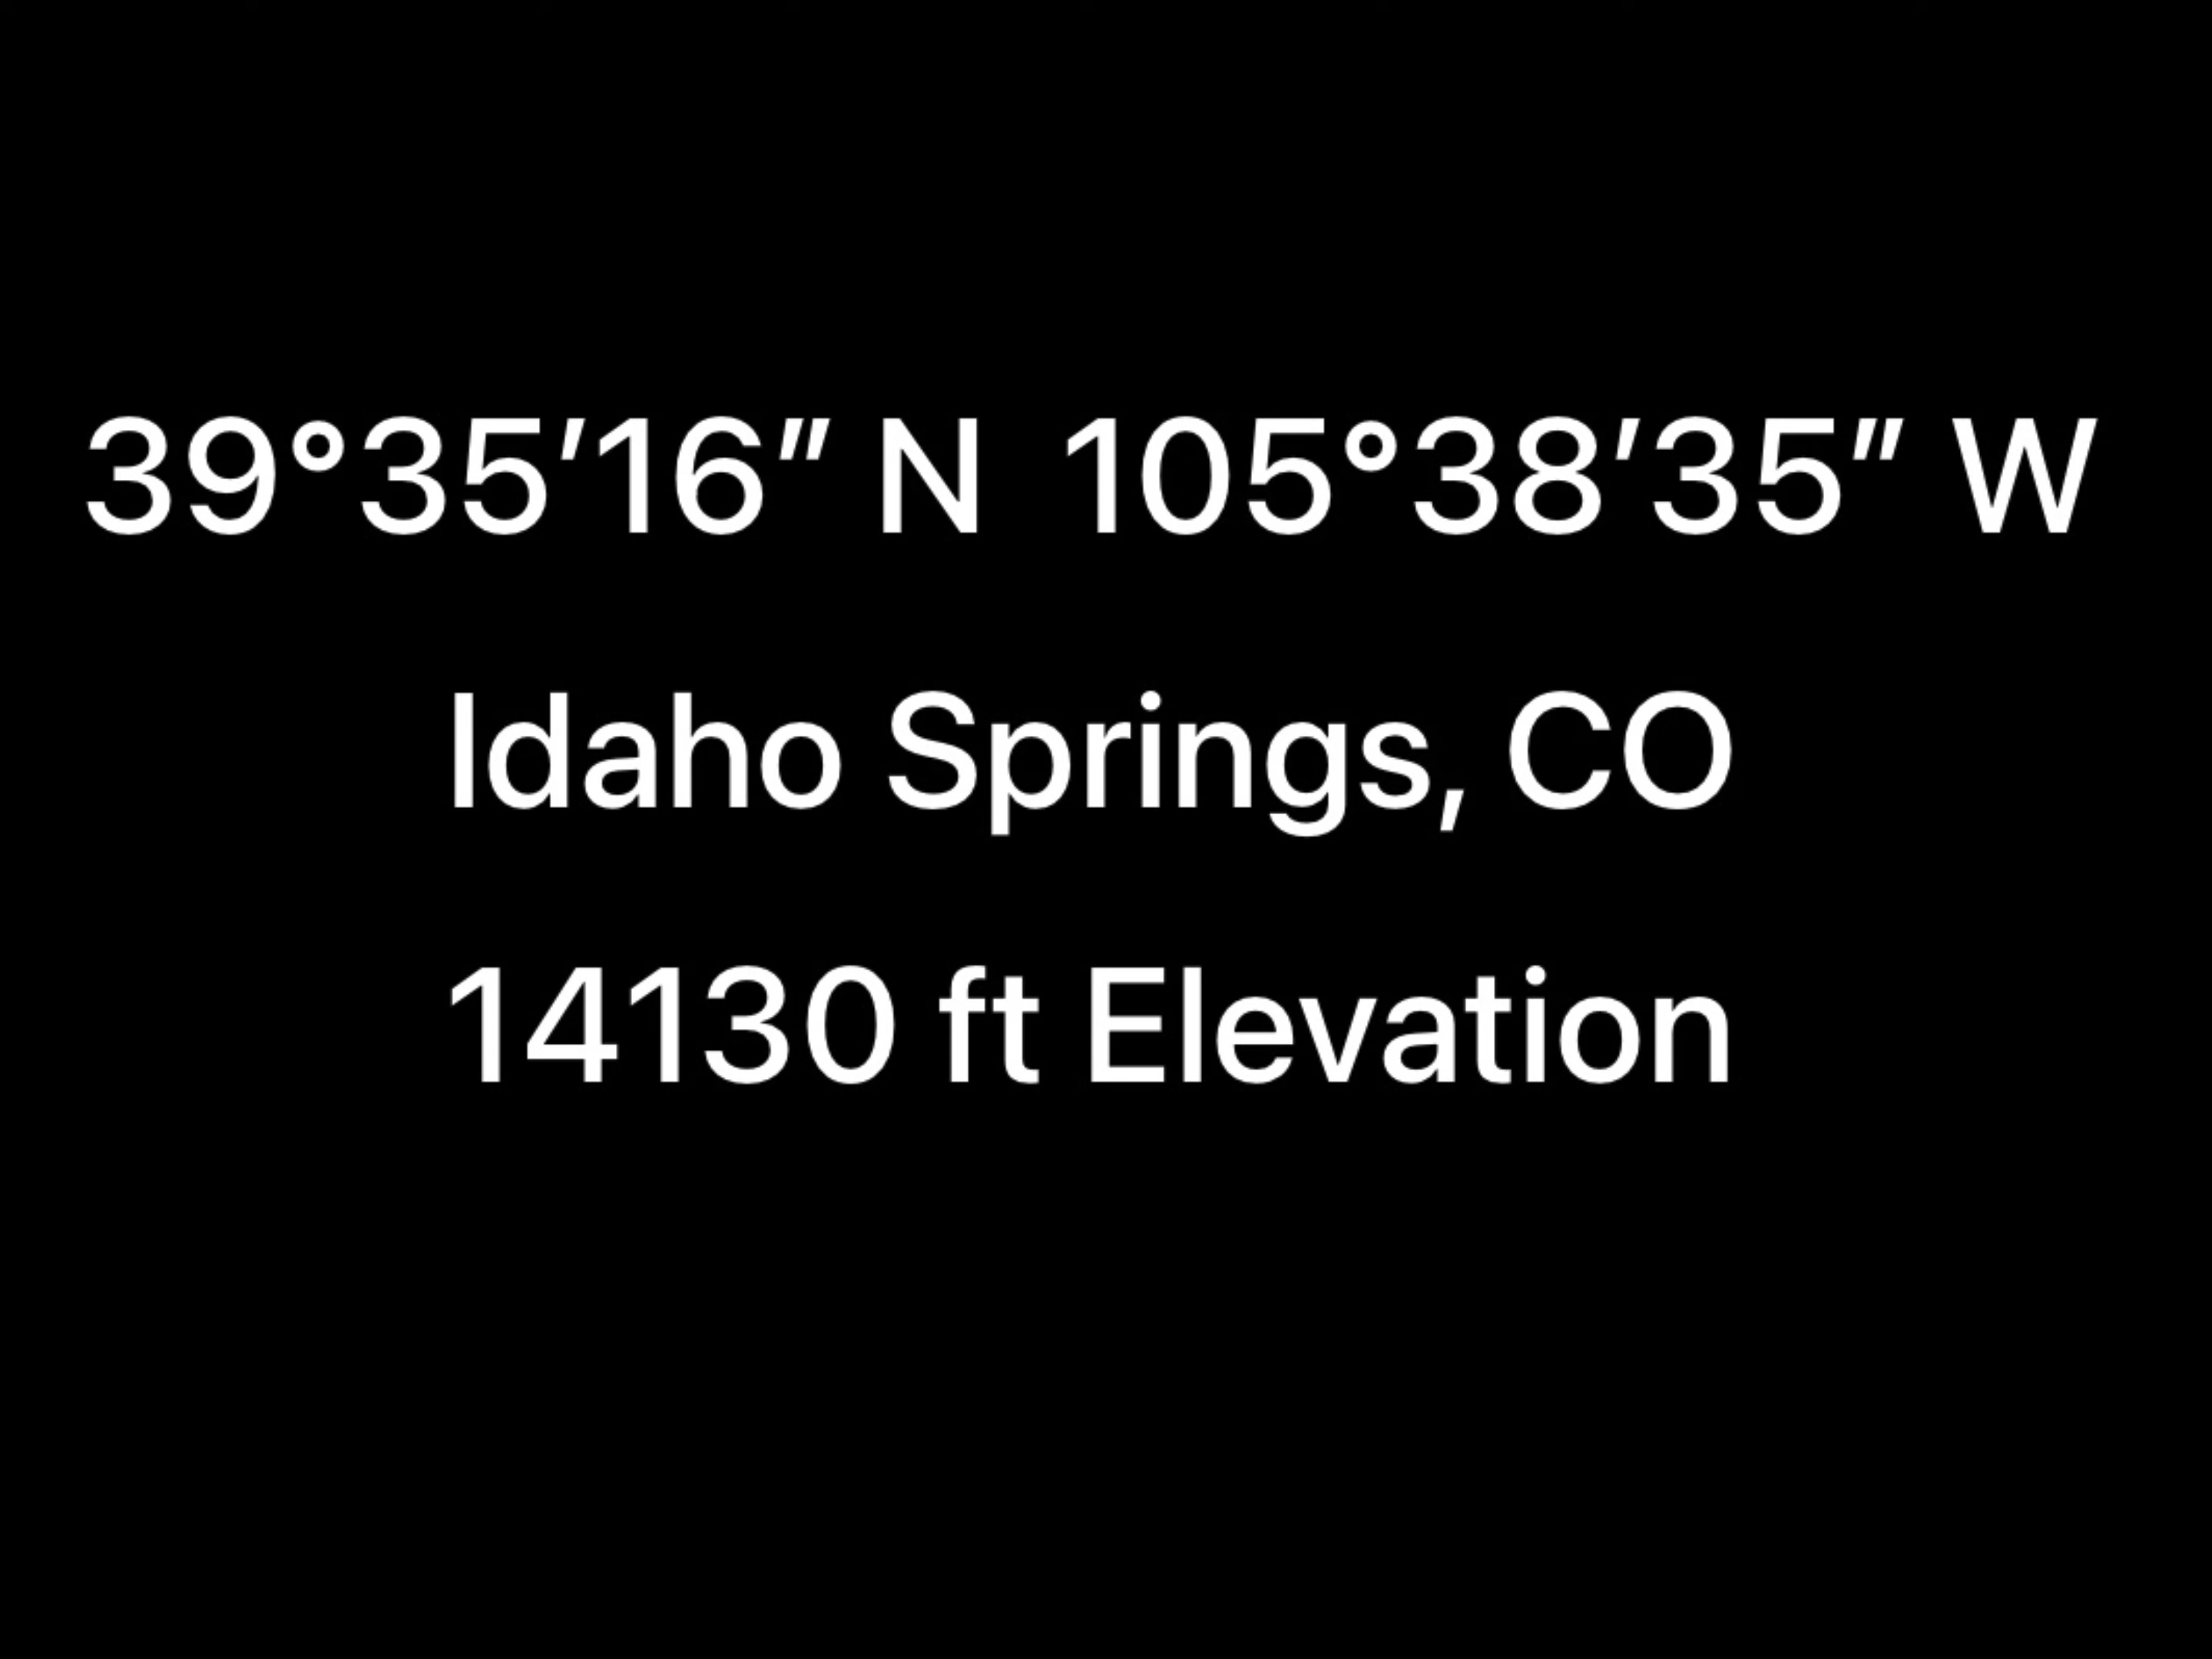 39°35′16″ N  105°38′35″ W
Idaho Springs, CO
14130 ft Elevation